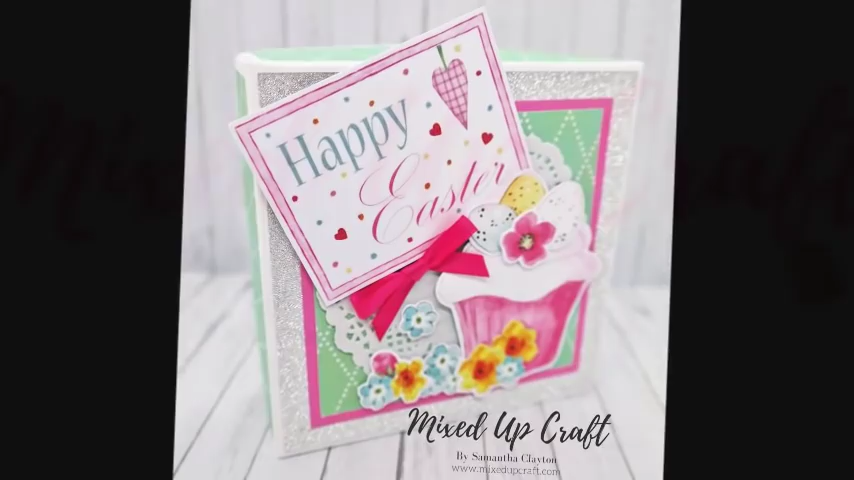 Happy
Easter
Mixed Up Craft
By Samantha Clayton
www.mixedupcraft.com